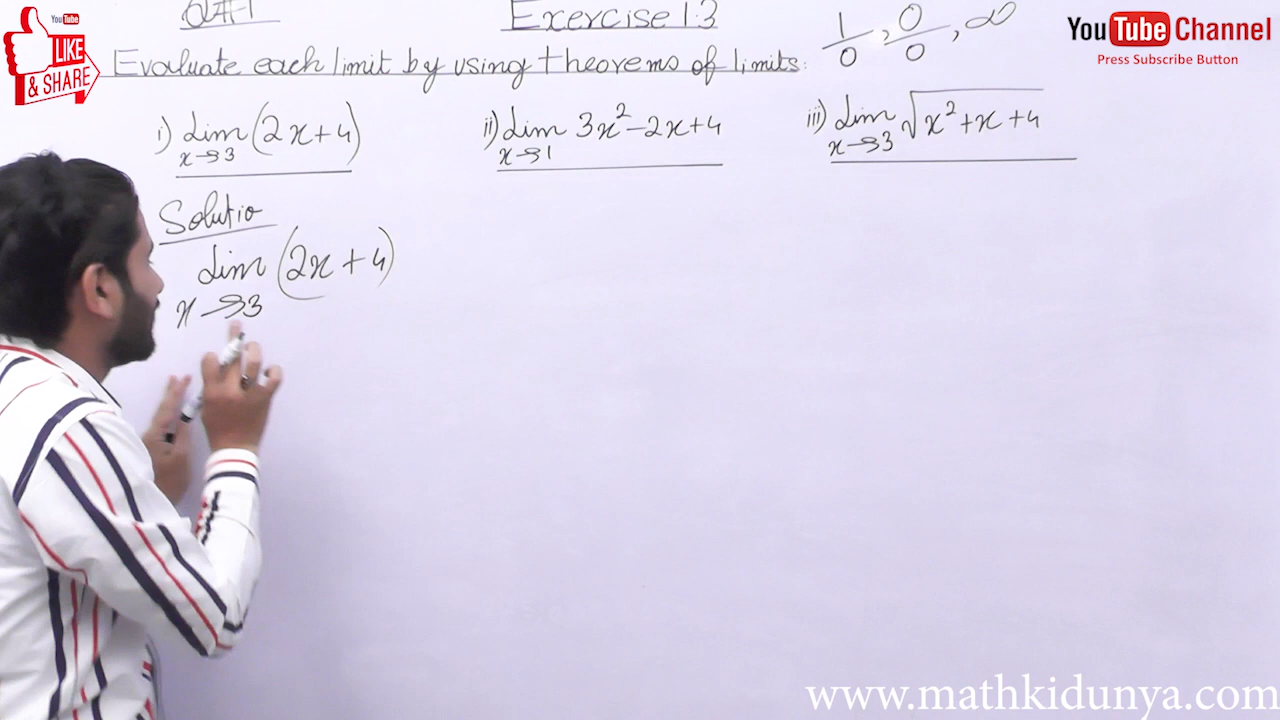 Exercise 1.3
1/0 , 0/0 , ∞
Evaluate each limit by using theorems of limits:
i) Lim x→3 (2x+4)
ii) Lim x→1 3x²-2x+4
iii) Lim x→3 √x²+x+4
Solutio
Lim x→3 (2x+4)
YouTube
LIKE
& SHARE
YouTube Channel
Press Subscribe Button
www.mathkidunya.com